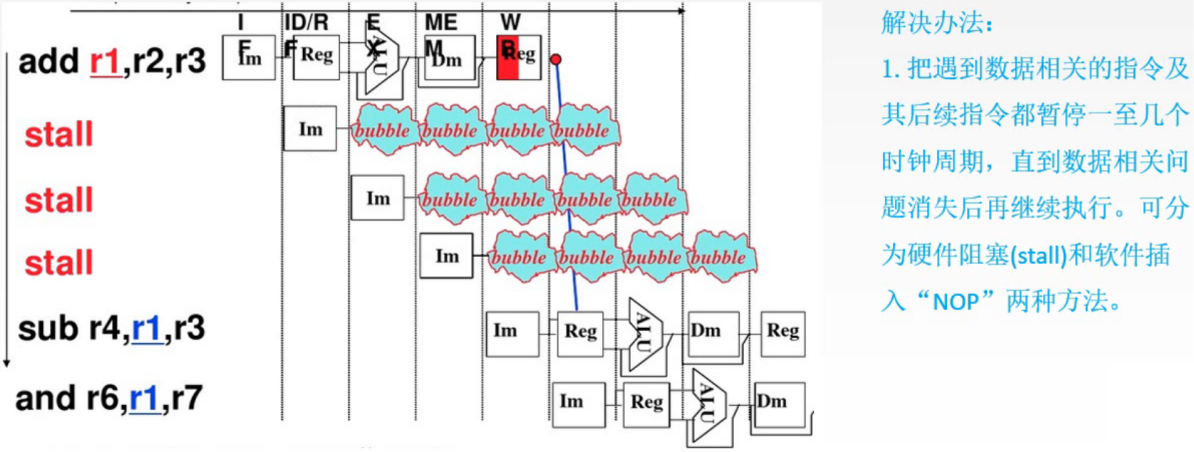 I ID/R E ME W
F F X M B
add r1,r2,r3 Im Reg ALU Dm Reg
stall Im bubble bubble bubble bubble
stall Im bubble bubble bubble bubble
stall Im bubble bubble bubble bubble
sub r4,r1,r3 Im Reg ALU Dm Reg
and r6,r1,r7 Im Reg ALU Dm
解决办法：
1. 把遇到数据相关的指令及
其后续指令都暂停一至几个
时钟周期，直到数据相关问
题消失后再继续执行。可分
为硬件阻塞(stall)和软件插
入“NOP”两种方法。